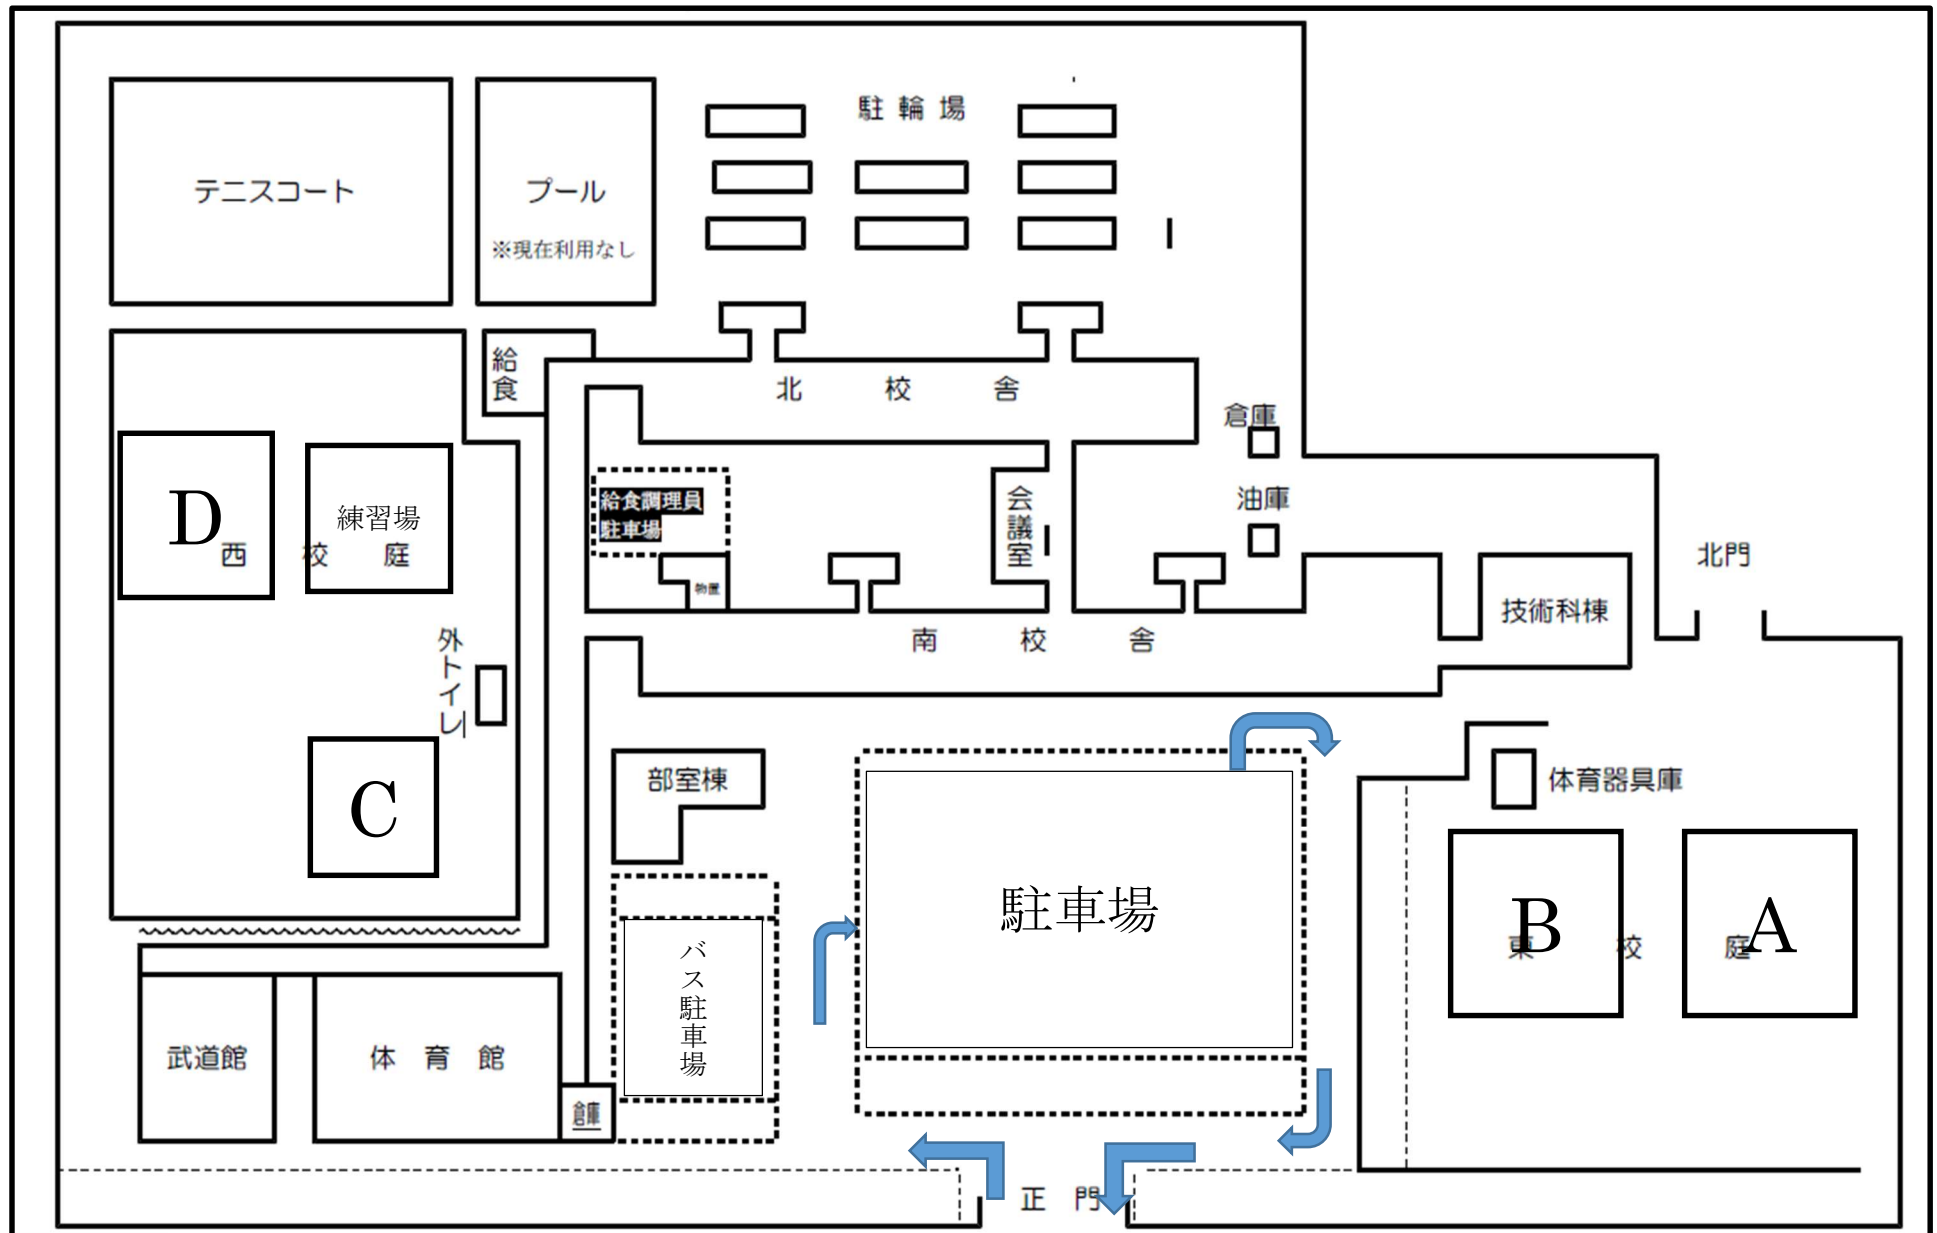 駐輪場
テニスコート
プール
※現在利用なし
給食
北校舎
倉庫
給食調理員
駐車場
会議室
油庫
D
練習場
西校庭
北門
物置
技術科棟
南校舎
外トイレ
部室棟
体育器具庫
C
駐車場
B
A
東校庭
バス駐車場
武道館
体育館
倉庫
正門